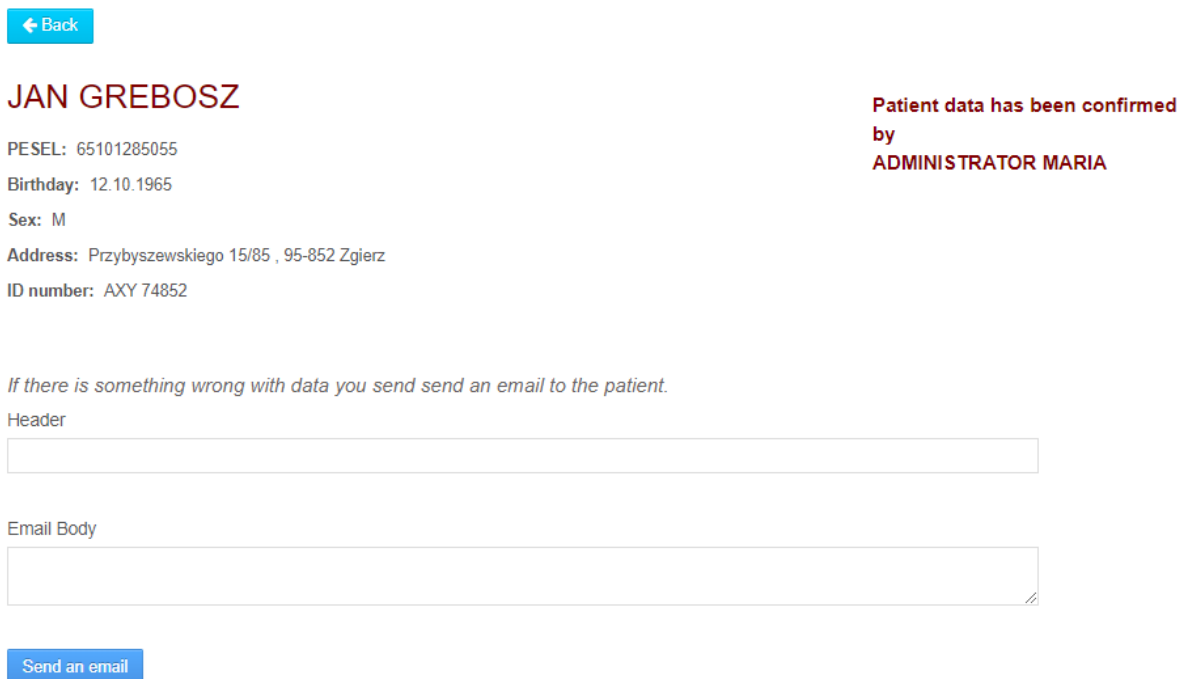 Back
JAN GREBOSZ
Patient data has been confirmed
by
ADMINISTRATOR MARIA
PESEL: 65101285055
Birthday: 12.10.1965
Sex: M
Address: Przybyszewskiego 15/85 , 95-852 Zgierz
ID number: AXY 74852
If there is something wrong with data you send send an email to the patient.
Header
Email Body
Send an email